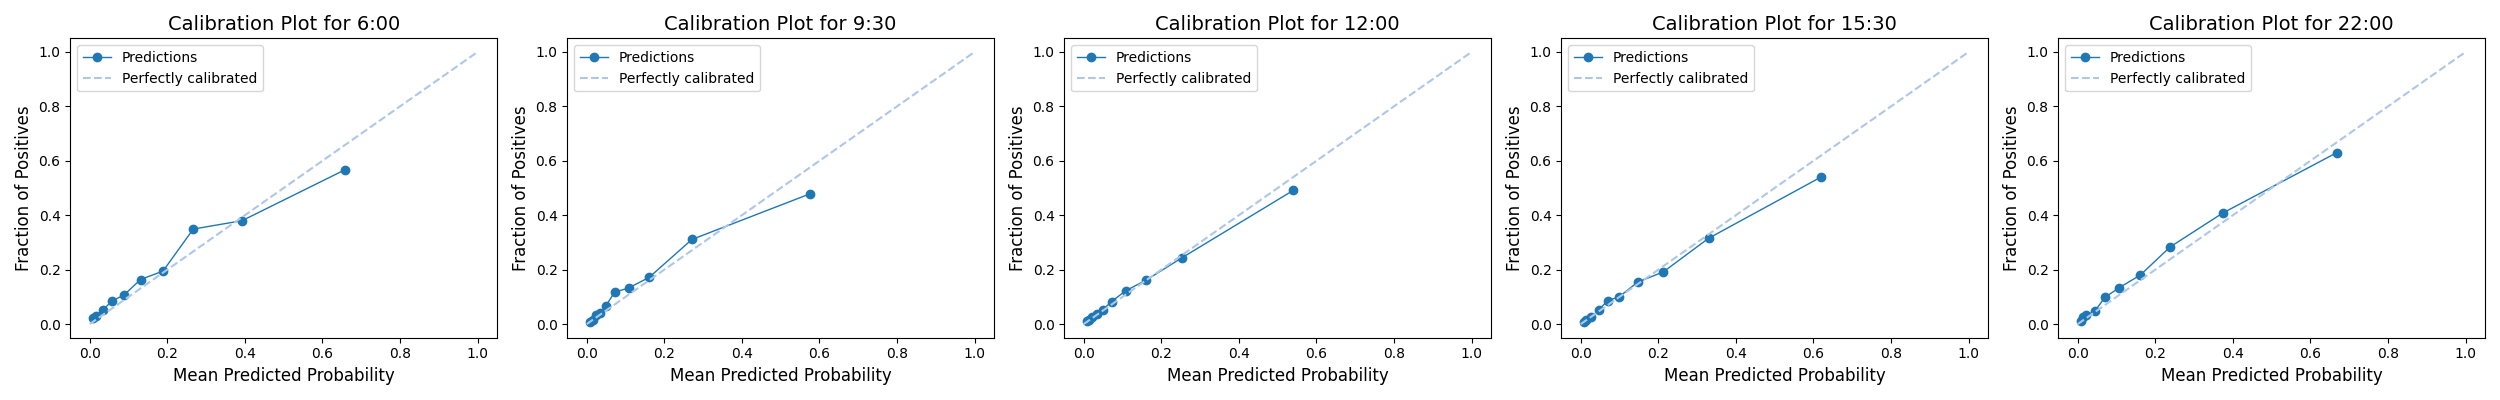 Calibration Plot for 6:00
Predictions
Perfectly calibrated
Fraction of Positives
1.0
0.8
0.6
0.4
0.2
0.0
0.0 0.2 0.4 0.6 0.8 1.0
Mean Predicted Probability
Calibration Plot for 9:30
Predictions
Perfectly calibrated
Fraction of Positives
1.0
0.8
0.6
0.4
0.2
0.0
0.0 0.2 0.4 0.6 0.8 1.0
Mean Predicted Probability
Calibration Plot for 12:00
Predictions
Perfectly calibrated
Fraction of Positives
1.0
0.8
0.6
0.4
0.2
0.0
0.0 0.2 0.4 0.6 0.8 1.0
Mean Predicted Probability
Calibration Plot for 15:30
Predictions
Perfectly calibrated
Fraction of Positives
1.0
0.8
0.6
0.4
0.2
0.0
0.0 0.2 0.4 0.6 0.8 1.0
Mean Predicted Probability
Calibration Plot for 22:00
Predictions
Perfectly calibrated
Fraction of Positives
1.0
0.8
0.6
0.4
0.2
0.0
0.0 0.2 0.4 0.6 0.8 1.0
Mean Predicted Probability